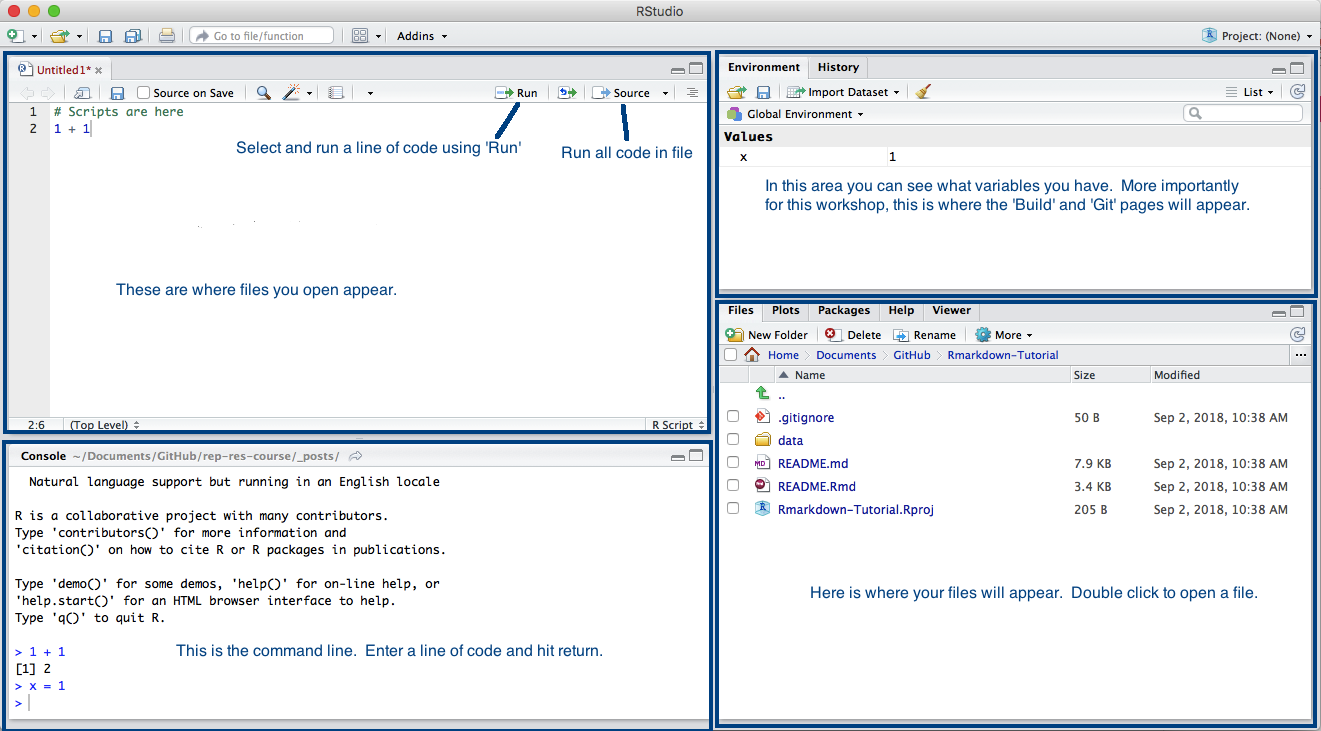 RStudio
Go to file/function
Addins
Project: (None)
Untitled1*
Source on Save
Run
Source
1 # Scripts are here
2 1 + 1
Select and run a line of code using 'Run'
Run all code in file
These are where files you open appear.
2:6 (Top Level) R Script
Console ~/Documents/GitHub/rep-res-course/_posts/
Natural language support but running in an English locale
R is a collaborative project with many contributors.
Type 'contributors()' for more information and
'citation()' on how to cite R or R packages in publications.
Type 'demo()' for some demos, 'help()' for on-line help, or
'help.start()' for an HTML browser interface to help.
Type 'q()' to quit R.
> 1 + 1
This is the command line.  Enter a line of code and hit return.
[1] 2
> x = 1
>
Environment History
Import Dataset List
Global Environment
Values
x 1
In this area you can see what variables you have.  More importantly
for this workshop, this is where the 'Build' and 'Git' pages will appear.
Files Plots Packages Help Viewer
New Folder Delete Rename More
Home Documents GitHub Rmarkdown-Tutorial ...
Name Size Modified
..
.gitignore 50 B Sep 2, 2018, 10:38 AM
data
README.md 7.9 KB Sep 2, 2018, 10:38 AM
README.Rmd 3.4 KB Sep 2, 2018, 10:38 AM
Rmarkdown-Tutorial.Rproj 205 B Sep 2, 2018, 10:38 AM
Here is where your files will appear.  Double click to open a file.